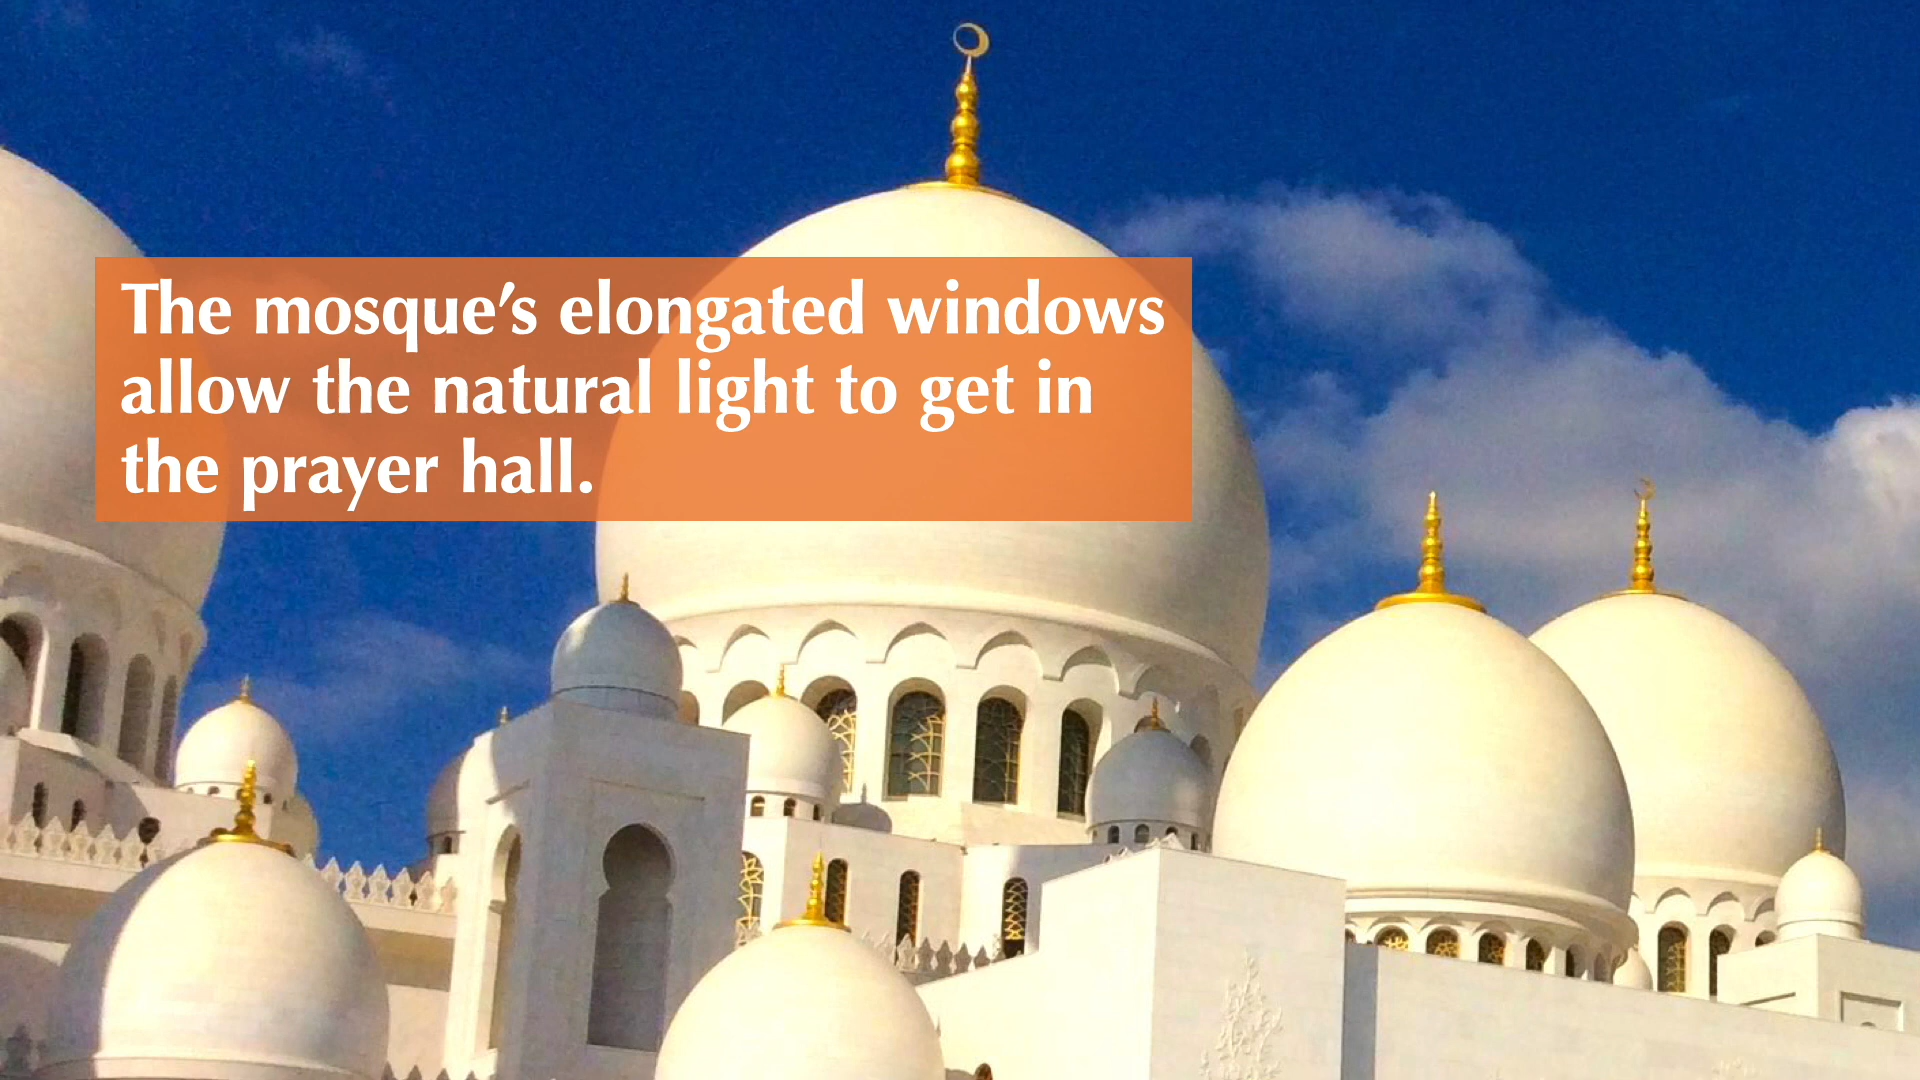 The mosque’s elongated windows
allow the natural light to get in
the prayer hall.